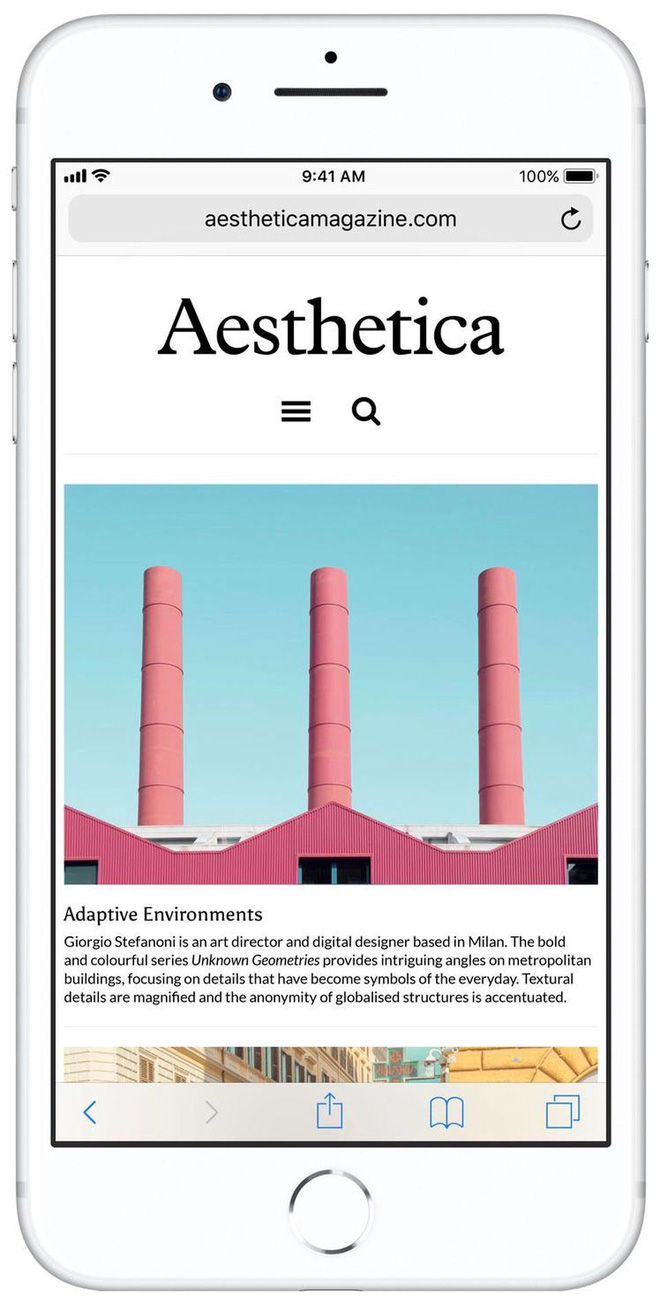 9:41 AM
100%
aestheticamagazine.com
Aesthetica
Adaptive Environments
Giorgio Stefanoni is an art director and digital designer based in Milan. The bold
and colourful series Unknown Geometries provides intriguing angles on metropolitan
buildings, focusing on details that have become symbols of the everyday. Textural
details are magnified and the anonymity of globalised structures is accentuated.